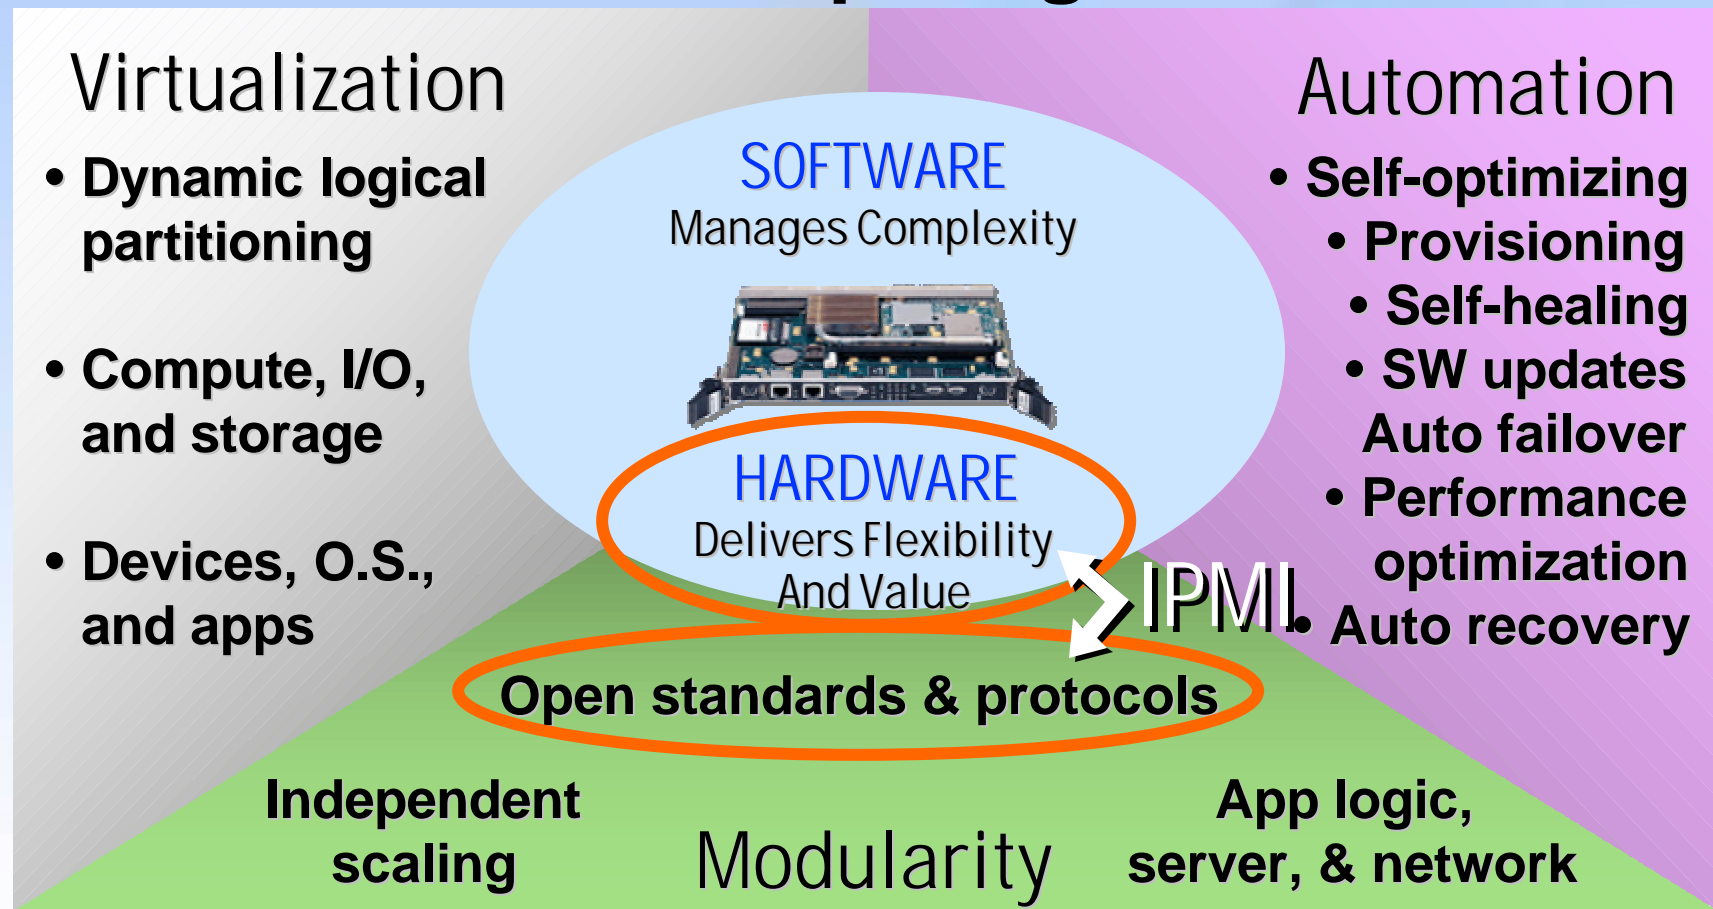 Virtualization
• Dynamic logical
partitioning
• Compute, I/O,
and storage
• Devices, O.S.,
and apps
SOFTWARE
Manages Complexity
HARDWARE
Delivers Flexibility
And Value
IPMI
Automation
• Self-optimizing
• Provisioning
• Self-healing
• SW updates
Auto failover
• Performance
optimization
• Auto recovery
Open standards & protocols
Independent
scaling
Modularity
App logic,
server, & network